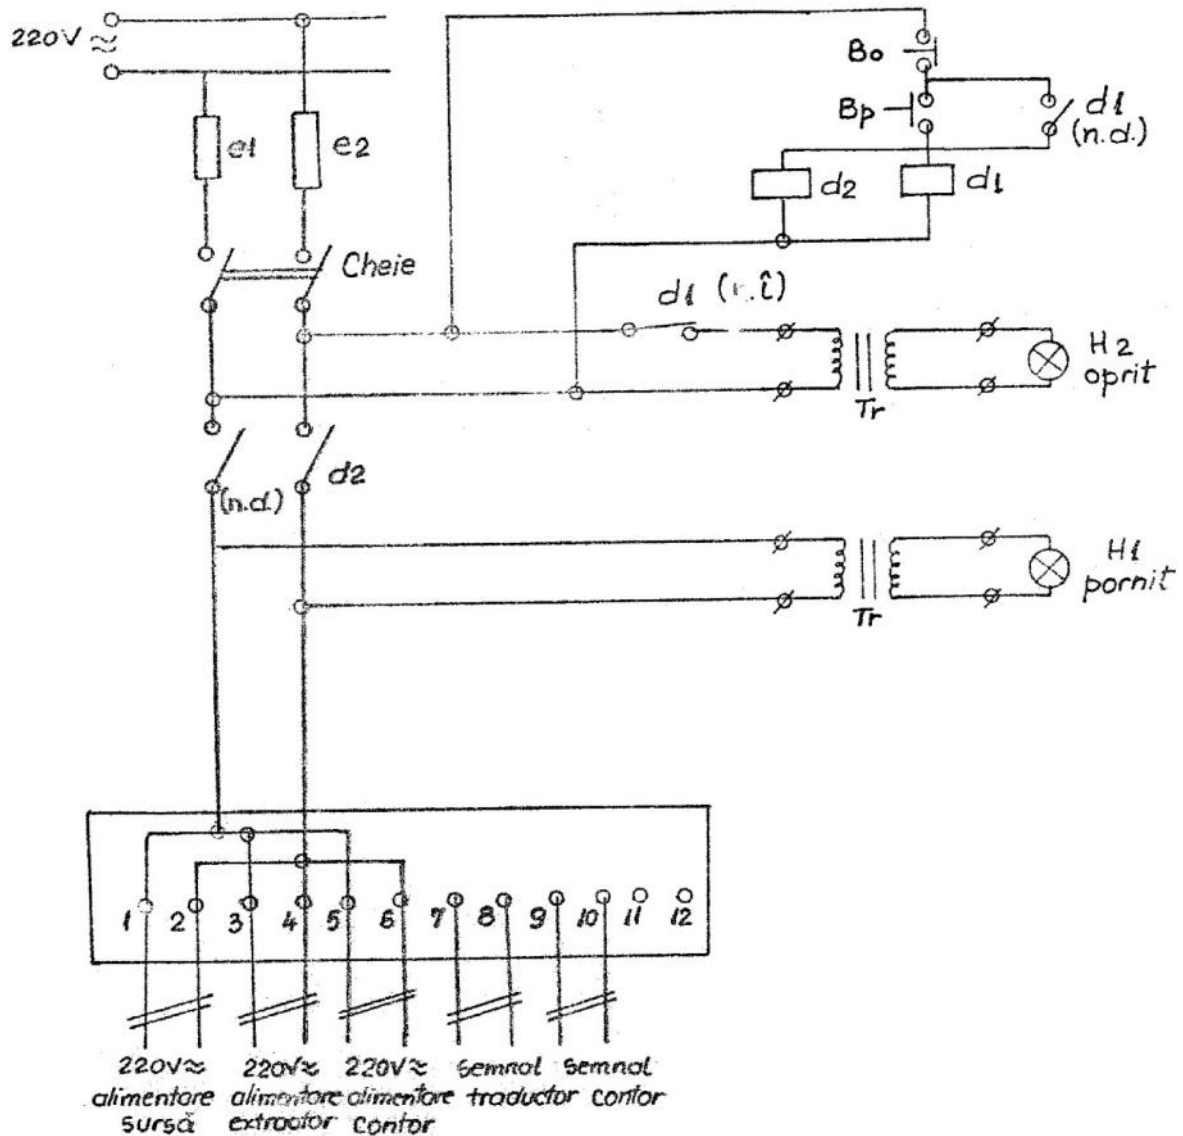 220V ≈
e1
e2
Cheie
Bo
Bp
d1
(n.d.)
d2
d1
d1 (n.î)
Tr
H2
oprit
(n.d.)
d2
Tr
H1
pornit
1 2 3 4 5 6 7 8 9 10 11 12
220V≈ 220V≈ 220V≈ semnal semnal
alimentare alimentare alimentare traductor contor
sursă extractor contor